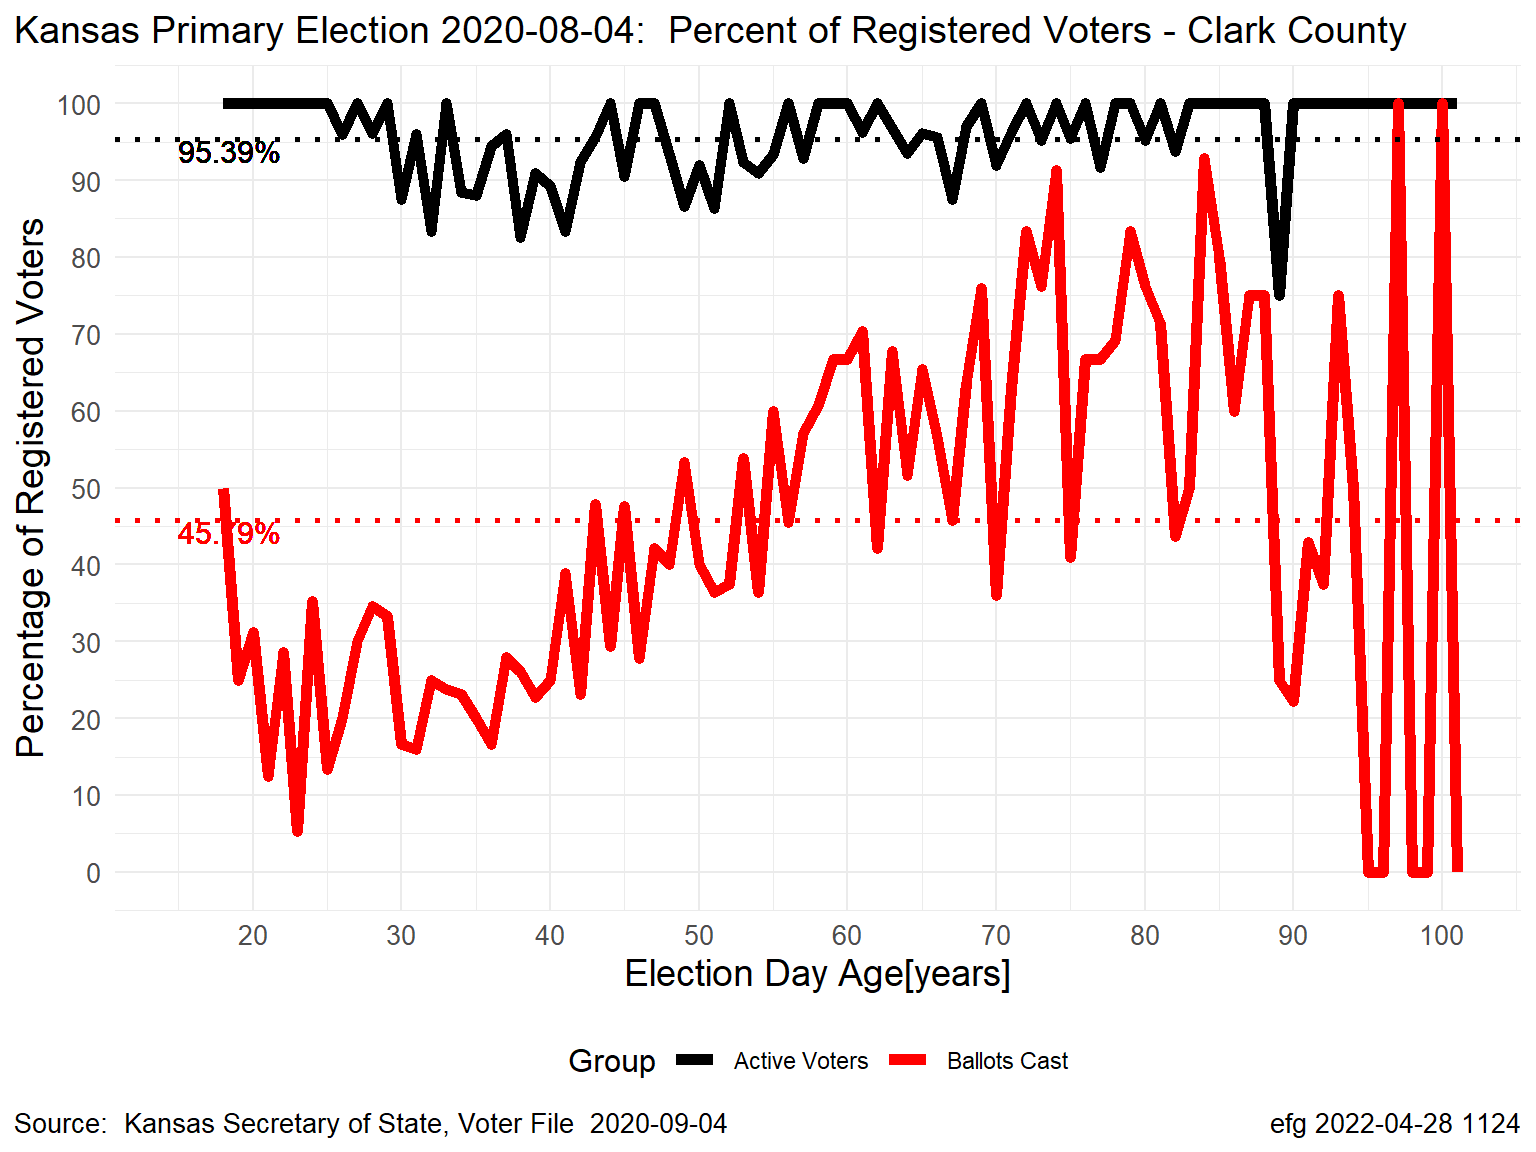 Kansas Primary Election 2020-08-04:  Percent of Registered Voters - Clark County
Percentage of Registered Voters
100
90
80
70
60
50
40
30
20
10
0
95.39%
45.79%
20 30 40 50 60 70 80 90 100
Election Day Age[years]
Group Active Voters Ballots Cast
Source:  Kansas Secretary of State, Voter File  2020-09-04
efg 2022-04-28 1124